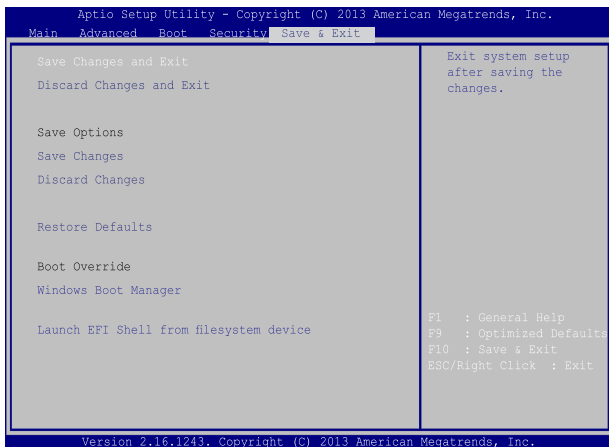 Aptio Setup Utility - Copyright (C) 2013 American Megatrends, Inc.
Main Advanced Boot Security Save & Exit
Save Changes and Exit
Discard Changes and Exit
Save Options
Save Changes
Discard Changes
Restore Defaults
Boot Override
Windows Boot Manager
Launch EFI Shell from filesystem device
Exit system setup
after saving the
changes.
F1 : General Help
F9 : Optimized Defaults
F10 : Save & Exit
ESC/Right Click : Exit
Version 2.16.1243. Copyright (C) 2013 American Megatrends, Inc.